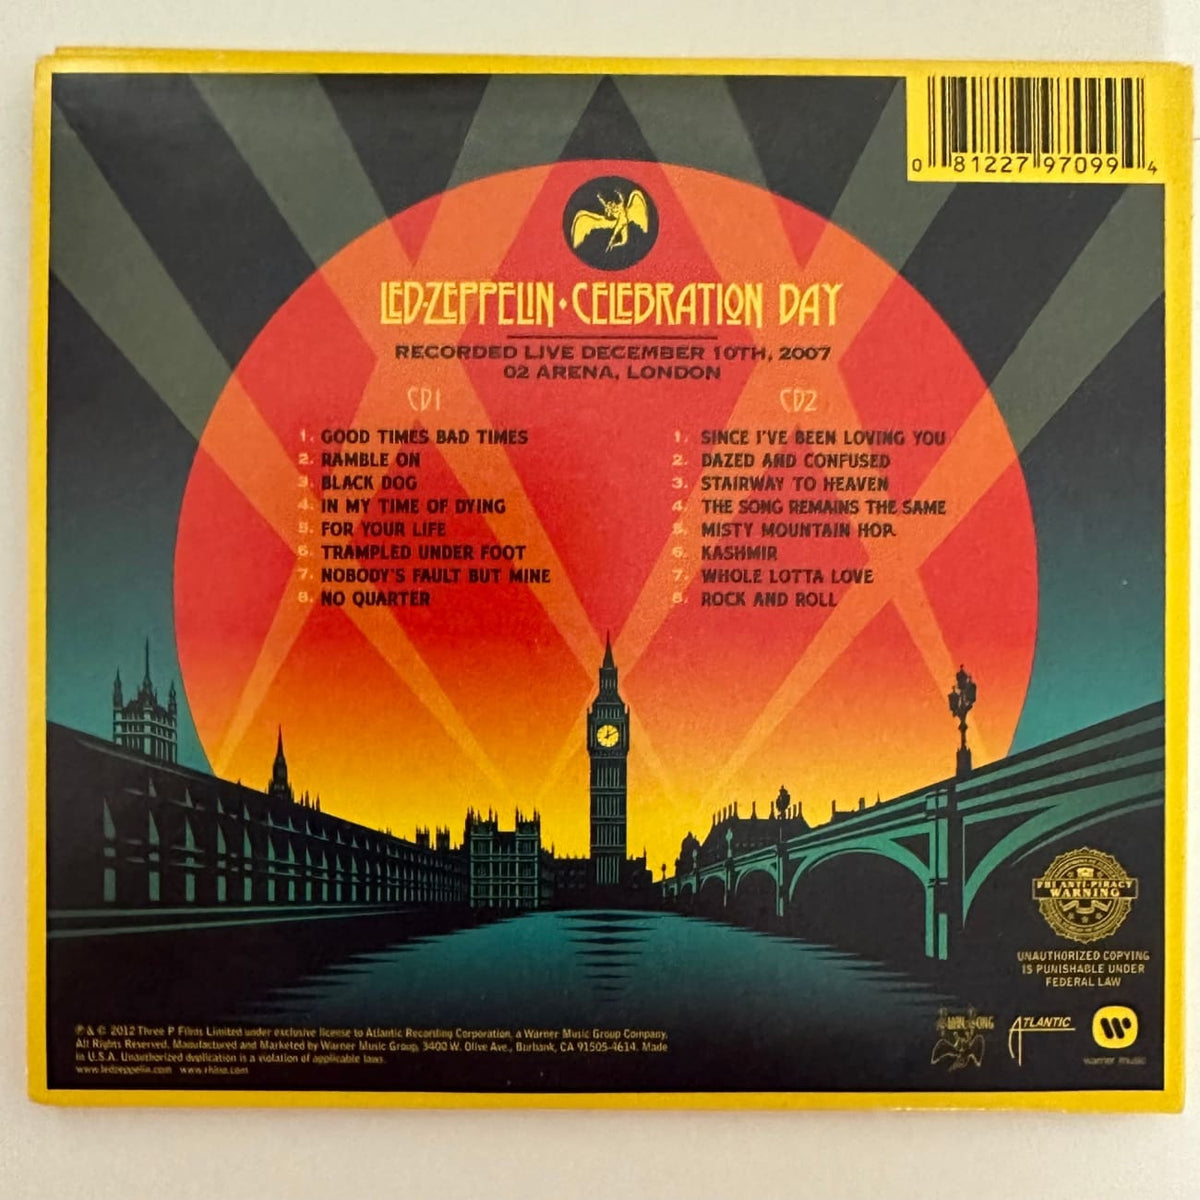 0 81227 97099 4
LED-ZEPPELIN · CELEBRATION DAY
RECORDED LIVE DECEMBER 10TH, 2007
02 ARENA, LONDON
CD1
1. GOOD TIMES BAD TIMES
2. RAMBLE ON
3. BLACK DOG
4. IN MY TIME OF DYING
5. FOR YOUR LIFE
6. TRAMPLED UNDER FOOT
7. NOBODY'S FAULT BUT MINE
8. NO QUARTER
CD2
1. SINCE I'VE BEEN LOVING YOU
2. DAZED AND CONFUSED
3. STAIRWAY TO HEAVEN
4. THE SONG REMAINS THE SAME
5. MISTY MOUNTAIN HOP
6. KASHMIR
7. WHOLE LOTTA LOVE
8. ROCK AND ROLL
FBI ANTI-PIRACY
WARNING
UNAUTHORIZED COPYING
IS PUNISHABLE UNDER
FEDERAL LAW
℗ & © 2012 Three P Films Limited under exclusive license to Atlantic Recording Corporation, a Warner Music Group Company.
All Rights Reserved. Manufactured and Marketed by Warner Music Group, 3400 W. Olive Ave., Burbank, CA 91505-4614. Made
in U.S.A. Unauthorized duplication is a violation of applicable laws.
www.ledzeppelin.com www.rhino.com
SWAN SONG
ATLANTIC
warner music